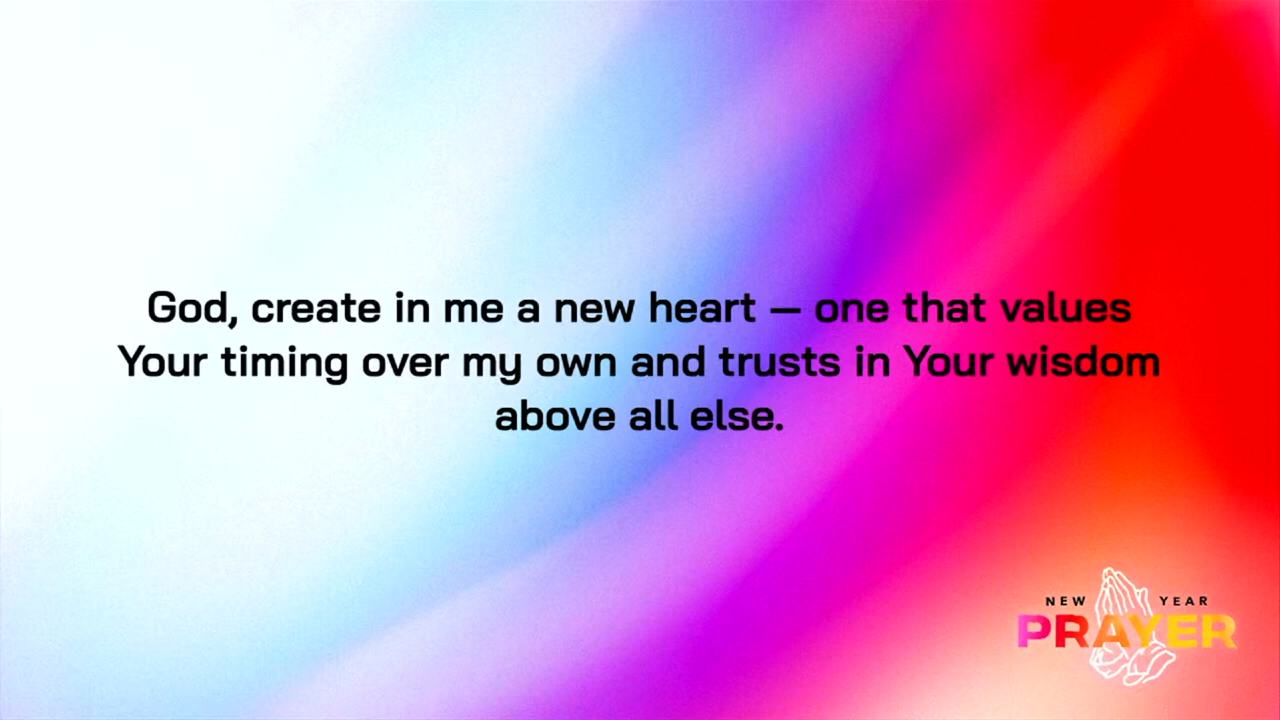 God, create in me a new heart — one that values
Your timing over my own and trusts in Your wisdom
above all else.
NEW YEAR
PRAYER